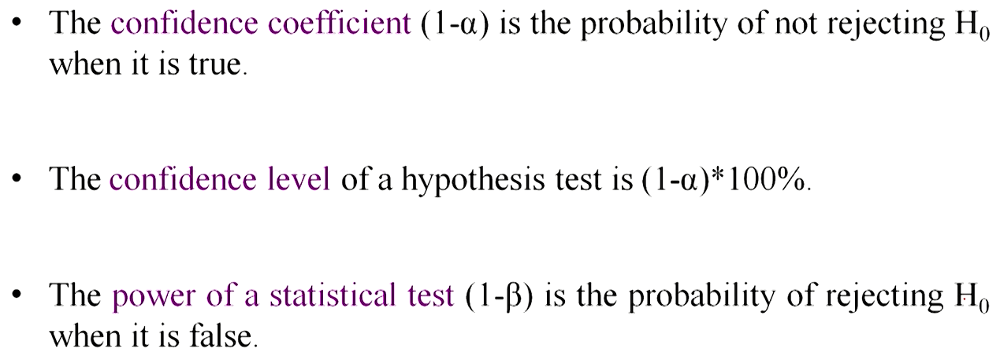 • The confidence coefficient (1-α) is the probability of not rejecting H₀
when it is true.
• The confidence level of a hypothesis test is (1-α)*100%.
• The power of a statistical test (1-β) is the probability of rejecting H₀
when it is false.